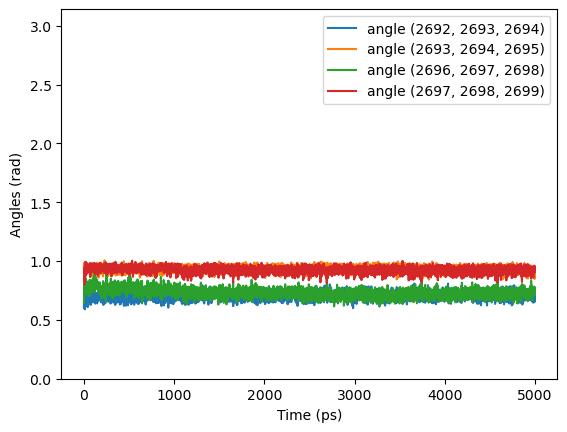 3.0
2.5
2.0
1.5
1.0
0.5
0.0
Angles (rad)
angle (2692, 2693, 2694)
angle (2693, 2694, 2695)
angle (2696, 2697, 2698)
angle (2697, 2698, 2699)
0 1000 2000 3000 4000 5000
Time (ps)